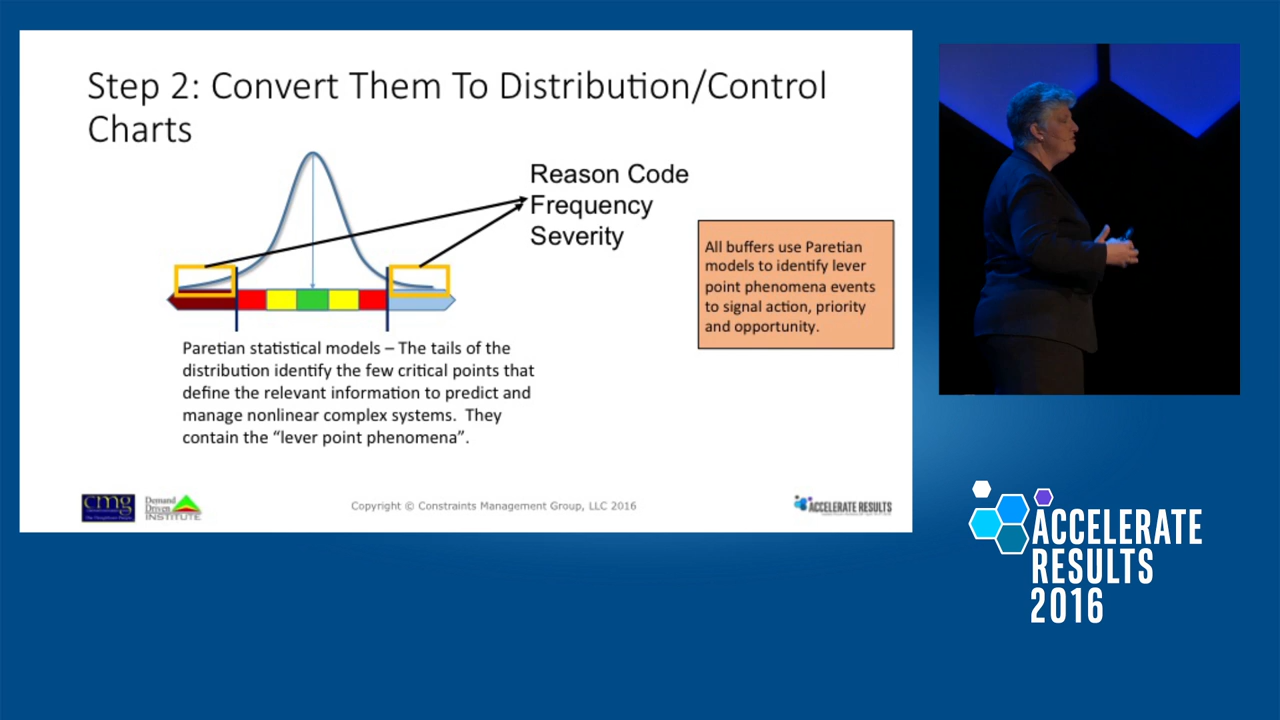 Step 2: Convert Them To Distribution/Control
Charts
Reason Code
Frequency
Severity
All buffers use Paretian
models to identify lever
point phenomena events
to signal action, priority
and opportunity.
Paretian statistical models – The tails of the
distribution identify the few critical points that
define the relevant information to predict and
manage nonlinear complex systems. They
contain the “lever point phenomena”.
cmg
Demand
Driven
INSTITUTE
Copyright © Constraints Management Group, LLC 2016
ACCELERATE RESULTS
ACCELERATE
RESULTS
2016